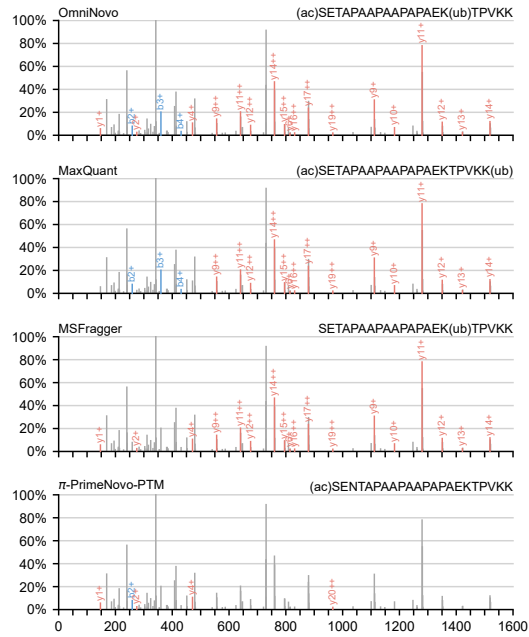 OmniNovo (ac)SETAPAAPAAPAPAEK(ub)TPVKK
100%
80%
60%
40%
20%
0%
y1+ b2+ y2+ b3+ b4+ y4+ y9++ y11++ y12++ y14++ y15++ y16++ y17++ y19++ y9+ y10+ y11+ y12+ y13+ y14+
MaxQuant (ac)SETAPAAPAAPAPAEKTPVKK(ub)
100%
80%
60%
40%
20%
0%
b2+ b3+ b4+ y9++ y11++ y12++ y14++ y15++ y16++ y17++ y19++ y9+ y10+ y11+ y12+ y13+ y14+
MSFragger SETAPAAPAAPAPAEK(ub)TPVKK
100%
80%
60%
40%
20%
0%
y1+ y2+ y4+ y9++ y11++ y12++ y14++ y15++ y16++ y17++ y19++ y9+ y10+ y11+ y12+ y13+ y14+
π-PrimeNovo-PTM (ac)SENTAPAAPAAPAPAEKTPVKK
100%
80%
60%
40%
20%
0%
y1+ b2+ y2+ y4+ y20++
0 200 400 600 800 1000 1200 1400 1600